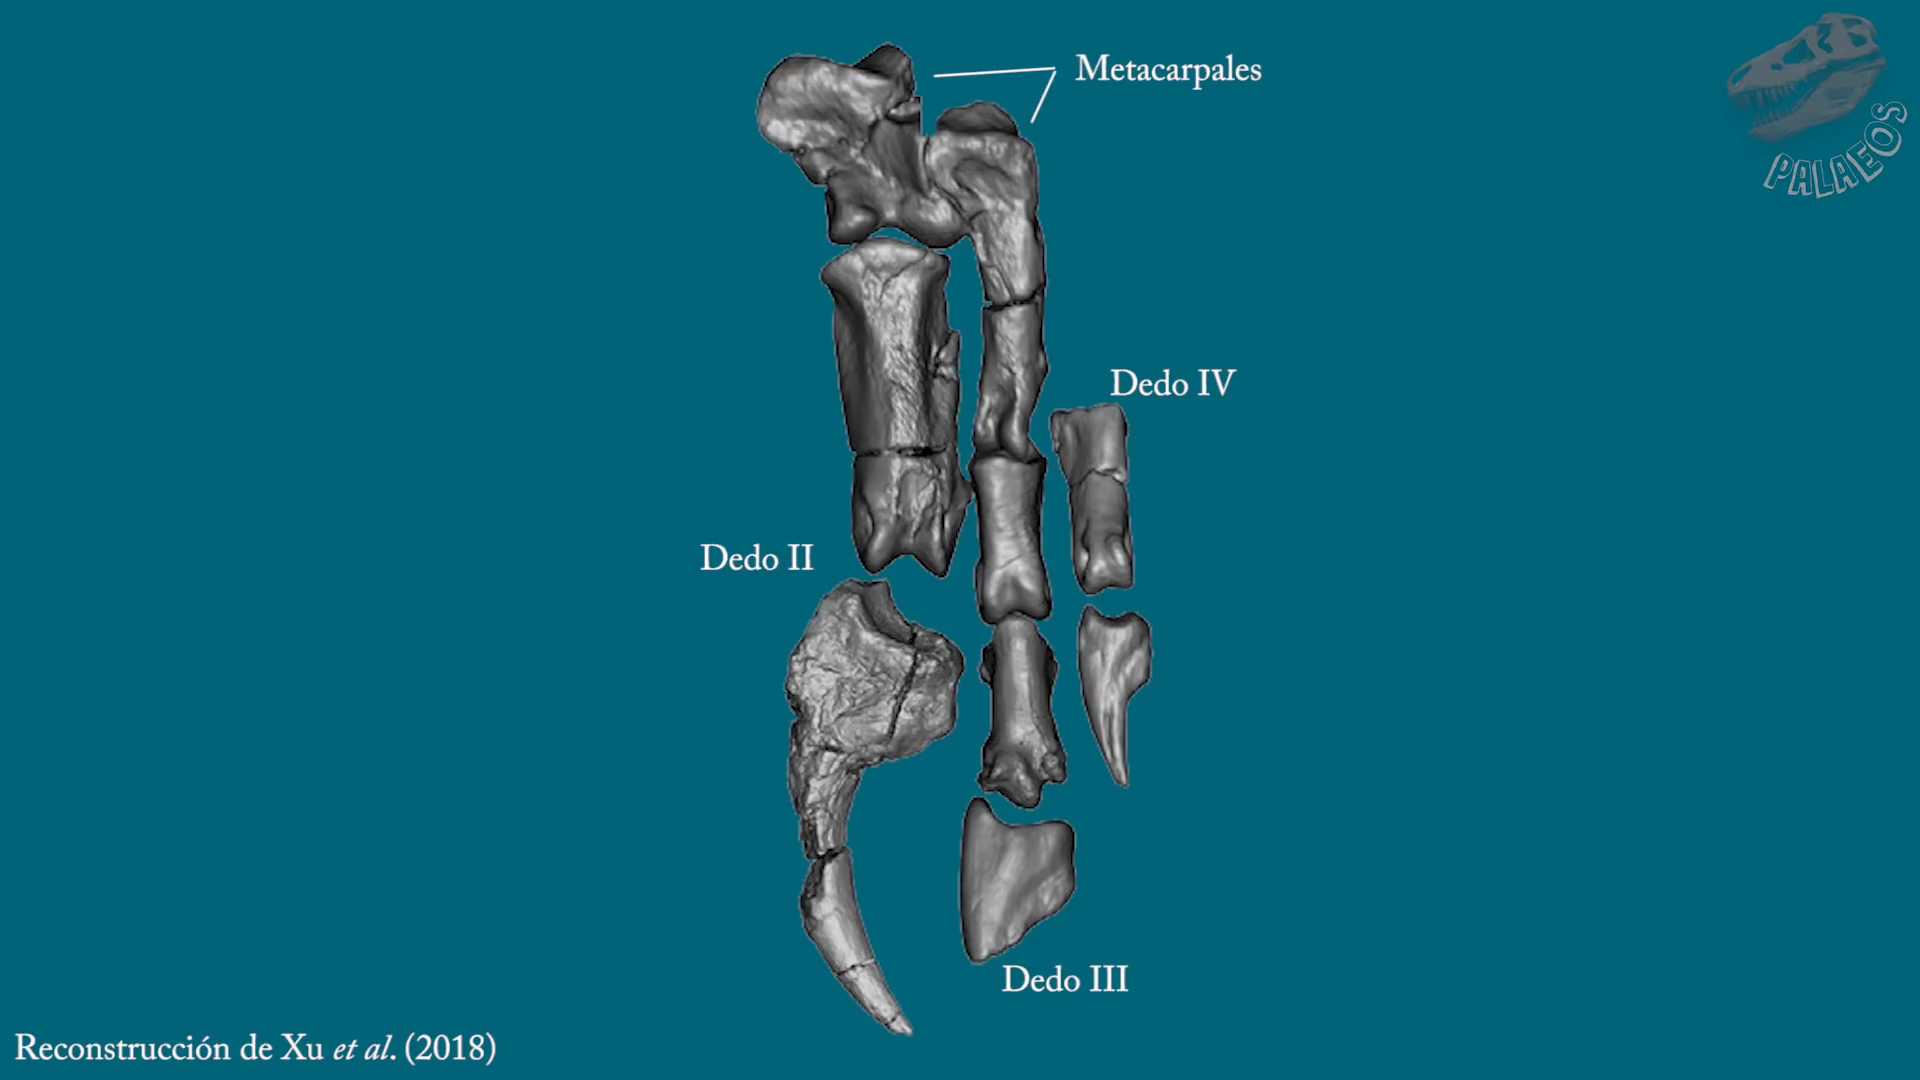 Metacarpales
PALAEOS
Dedo IV
Dedo II
Dedo III
Reconstrucción de Xu et al. (2018)